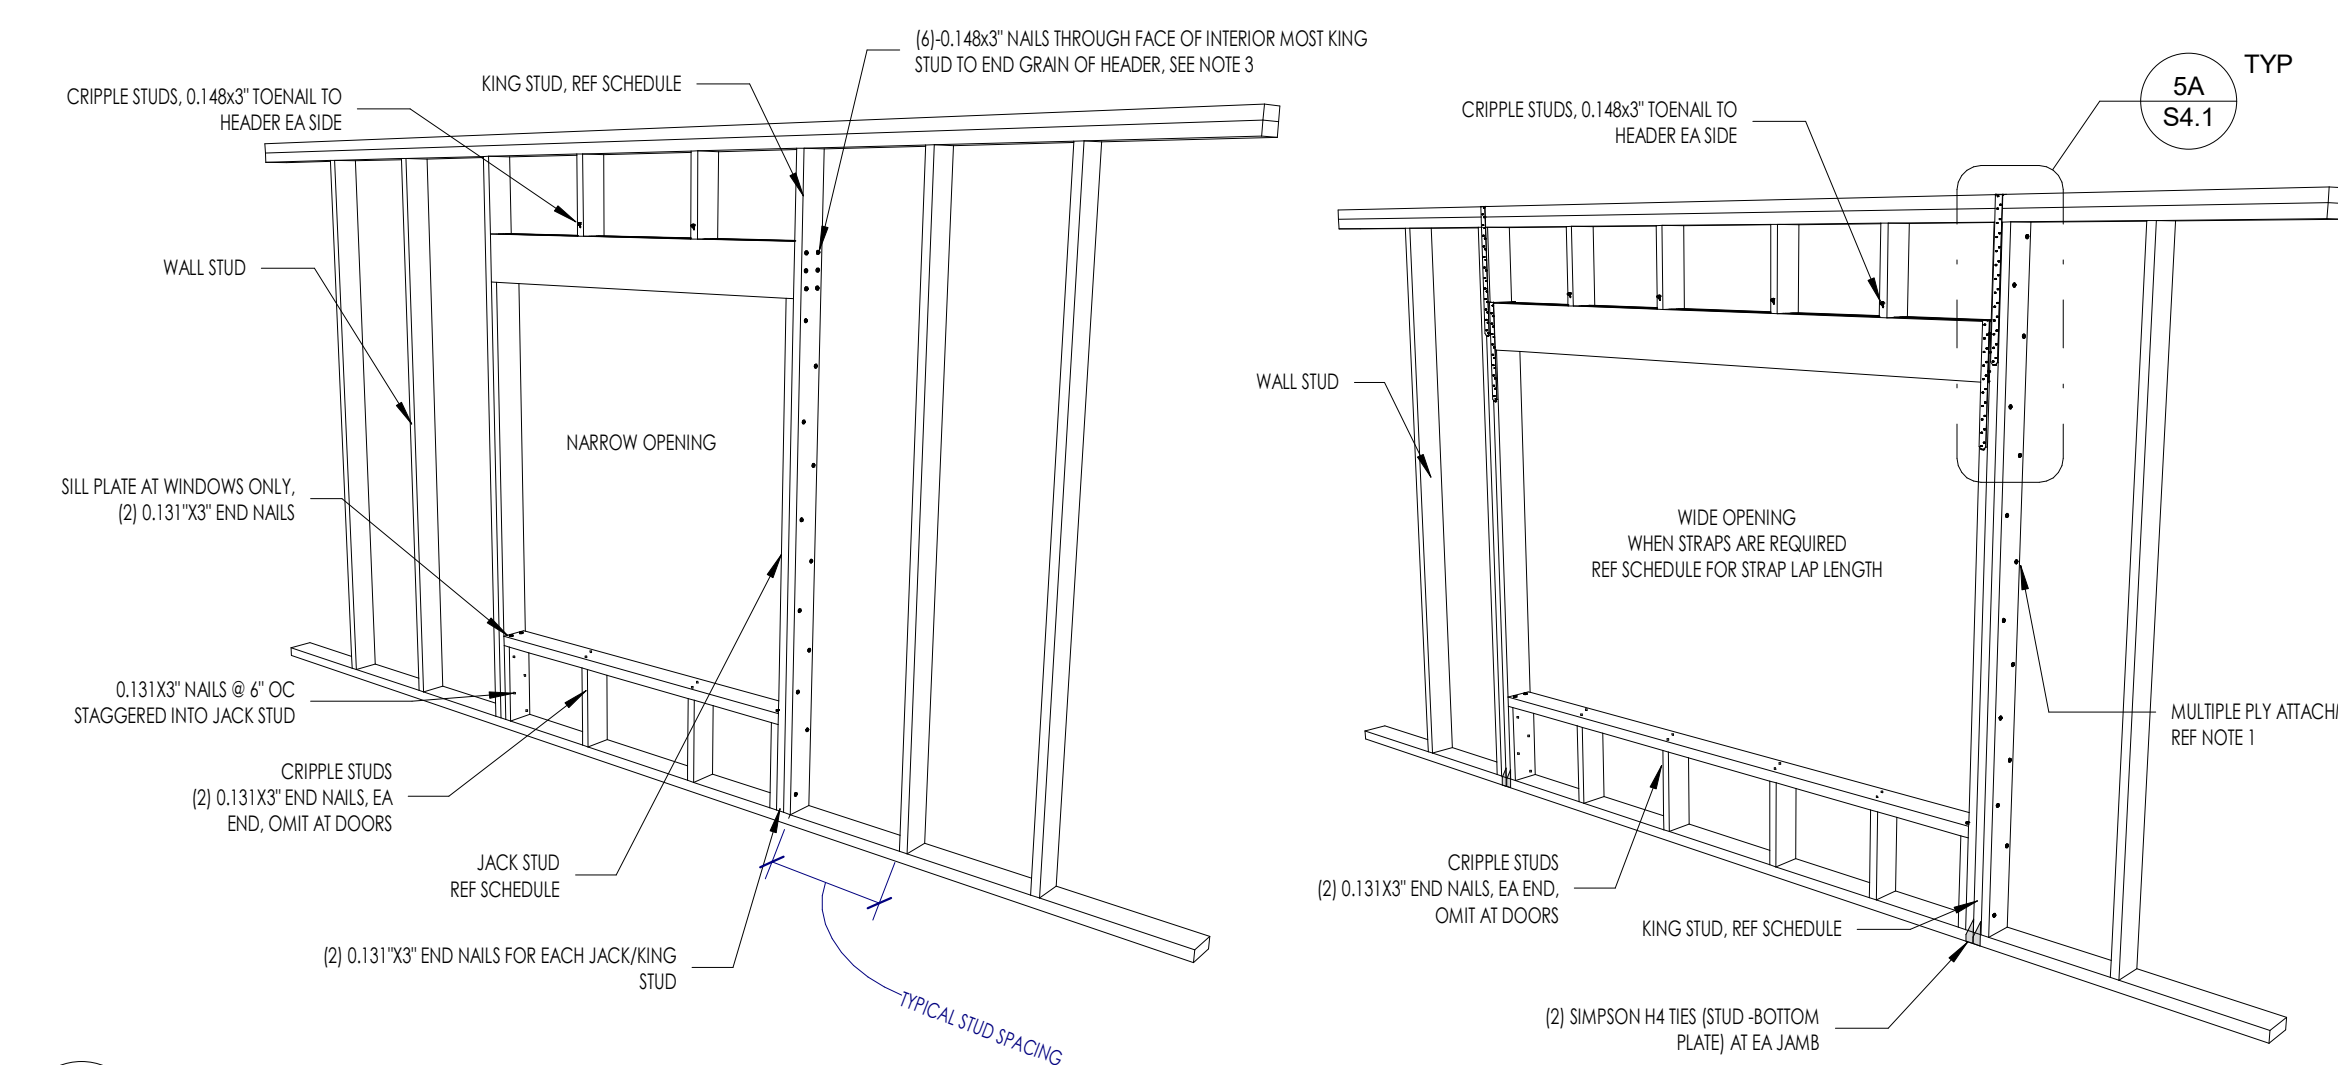 (6)-0.148x3" NAILS THROUGH FACE OF INTERIOR MOST KING
STUD TO END GRAIN OF HEADER, SEE NOTE 3
KING STUD, REF SCHEDULE
CRIPPLE STUDS, 0.148x3" TOENAIL TO
HEADER EA SIDE
WALL STUD
NARROW OPENING
SILL PLATE AT WINDOWS ONLY,
(2) 0.131"X3" END NAILS
0.131X3" NAILS @ 6" OC
STAGGERED INTO JACK STUD
CRIPPLE STUDS
(2) 0.131X3" END NAILS, EA
END, OMIT AT DOORS
JACK STUD
REF SCHEDULE
(2) 0.131"X3" END NAILS FOR EACH JACK/KING
STUD
TYPICAL STUD SPACING
5A
S4.1
TYP
CRIPPLE STUDS, 0.148x3" TOENAIL TO
HEADER EA SIDE
WALL STUD
WIDE OPENING
WHEN STRAPS ARE REQUIRED
REF SCHEDULE FOR STRAP LAP LENGTH
MULTIPLE PLY
REF NOTE 1
CRIPPLE STUDS
(2) 0.131X3" END NAILS, EA END,
OMIT AT DOORS
KING STUD, REF SCHEDULE
(2) SIMPSON H4 TIES (STUD -BOTTOM
PLATE) AT EA JAMB